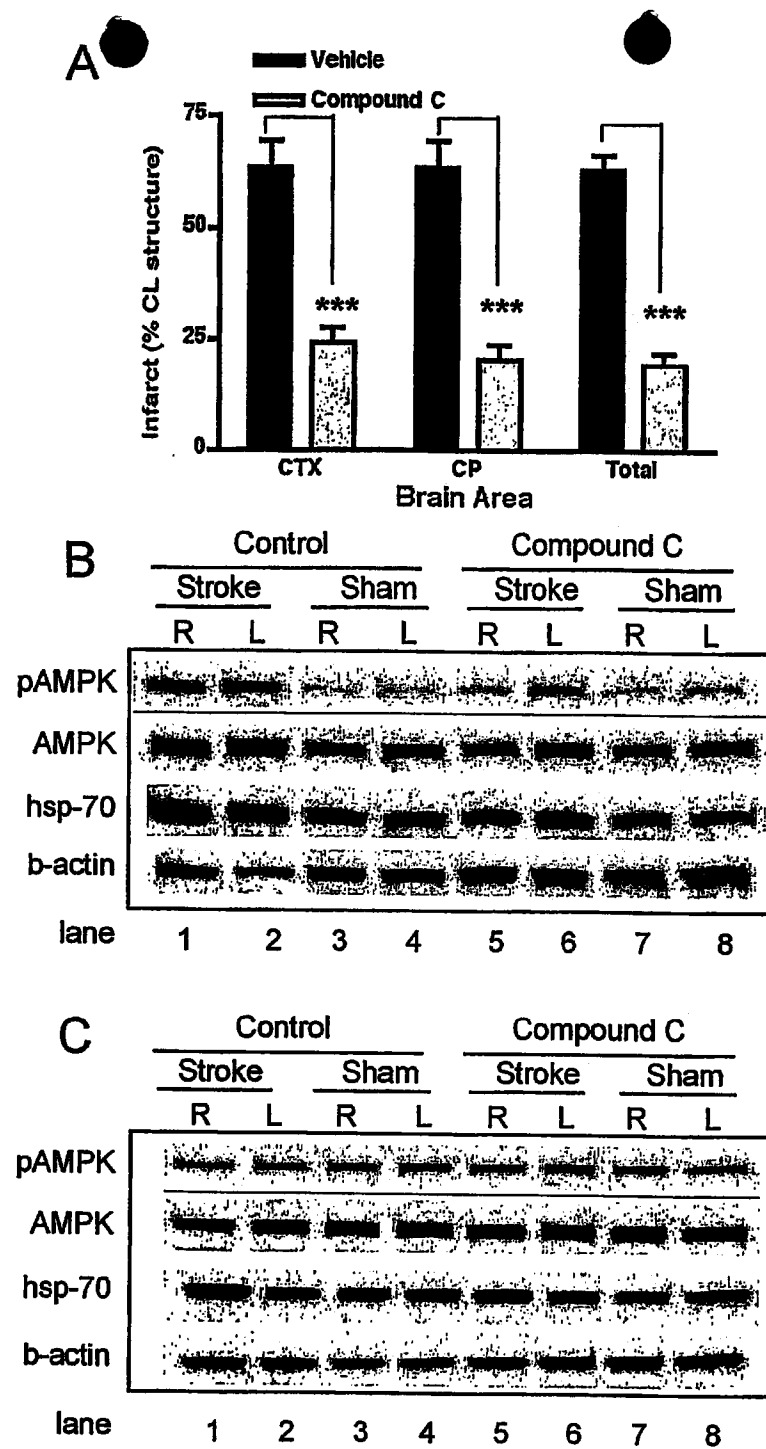 A
Vehicle
Compound C
Infarct (% CL structure)
75
50
25
0
***
***
***
CTX CP Total
Brain Area
B
Control Compound C
Stroke Sham Stroke Sham
R L R L R L R L
pAMPK
AMPK
hsp-70
b-actin
lane 1 2 3 4 5 6 7 8
C
Control Compound C
Stroke Sham Stroke Sham
R L R L R L R L
pAMPK
AMPK
hsp-70
b-actin
lane 1 2 3 4 5 6 7 8